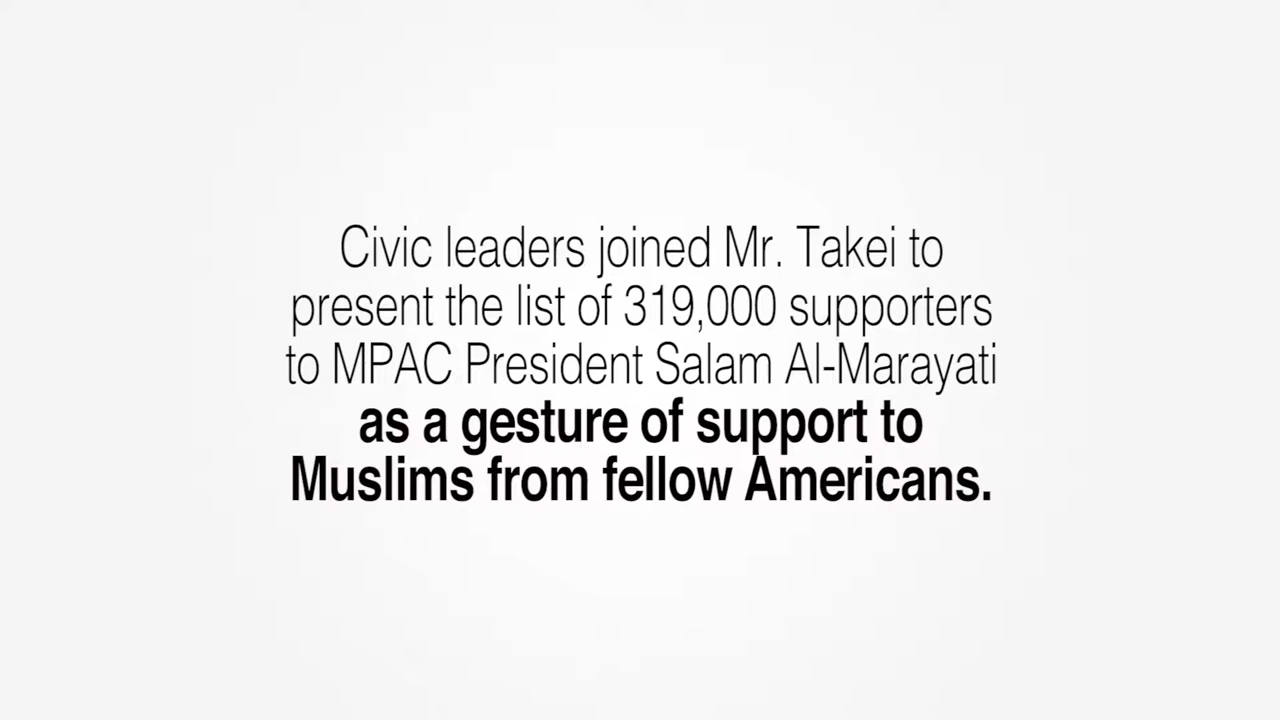 Civic leaders joined Mr. Takei to
present the list of 319,000 supporters
to MPAC President Salam Al-Marayati
as a gesture of support to
Muslims from fellow Americans.